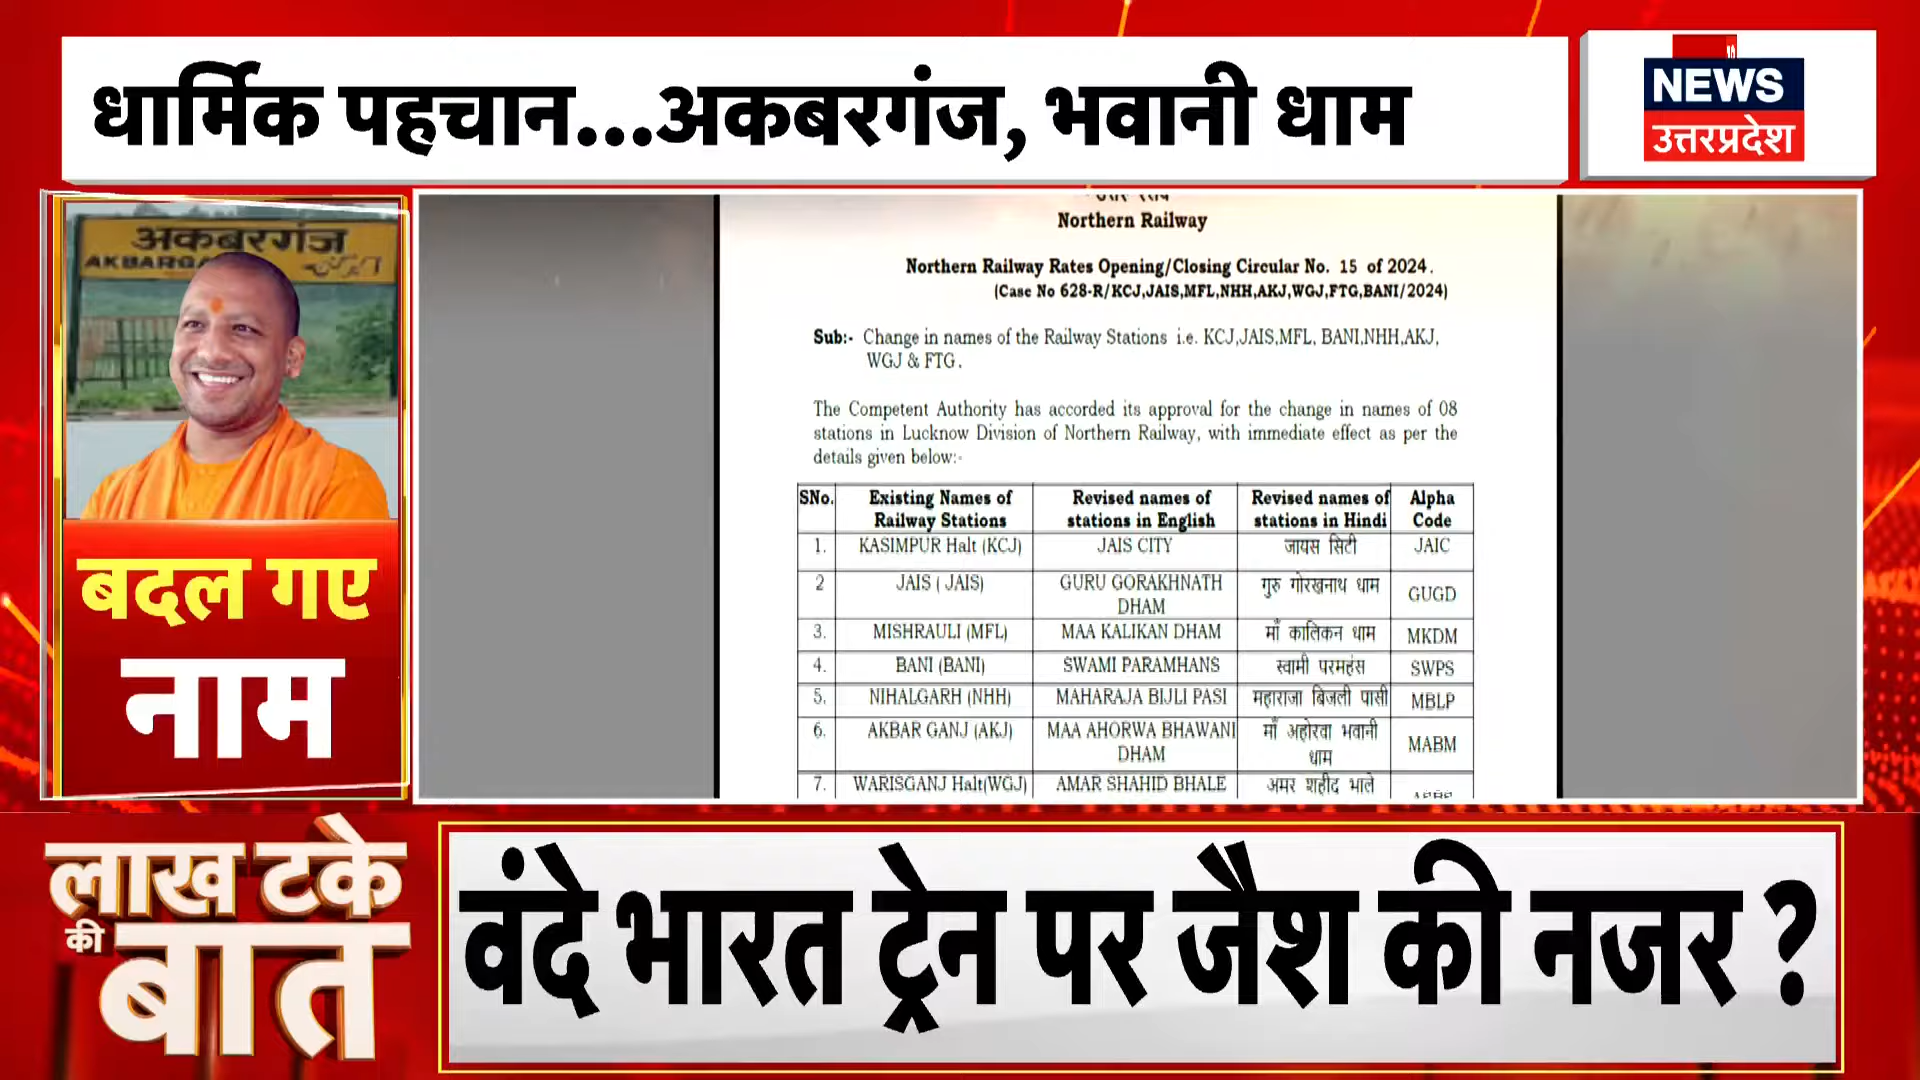 धार्मिक पहचान...अकबरगंज, भवानी धाम
NEWS
उत्तरप्रदेश
अकबरगंज
बदल गए
नाम
Northern Railway
Northern Railway Rates Opening/Closing Circular No. 15 of 2024.
(Case No 628-R/KCJ,JAIS,MFL,NHH,AKJ,WGJ,FTG,BANI/2024)
Sub:- Change in names of the Railway Stations i.e. KCJ,JAIS,MFL, BANI,NHH,AKJ,
WGJ & FTG.
The Competent Authority has accorded its approval for the change in names of 08
stations in Lucknow Division of Northern Railway, with immediate effect as per the
details given below:-
SNo. Existing Names of Railway Stations Revised names of stations in English Revised names of stations in Hindi Alpha Code
1. KASIMPUR Halt (KCJ) JAIS CITY जायस सिटी JAIC
2 JAIS ( JAIS) GURU GORAKHNATH DHAM गुरु गोरखनाथ धाम GUGD
3. MISHRAULI (MFL) MAA KALIKAN DHAM माँ कालिकन धाम MKDM
4. BANI (BANI) SWAMI PARAMHANS स्वामी परमहंस SWPS
5. NIHALGARH (NHH) MAHARAJA BIJLI PASI महाराजा बिजली पासी MBLP
6. AKBAR GANJ (AKJ) MAA AHORWA BHAWANI DHAM माँ अहोरवा भवानी धाम MABM
7. WARISGANJ Halt(WGJ) AMAR SHAHID BHALE अमर शहीद भाले
लाख टके
की
बात
वंदे भारत ट्रेन पर जैश की नजर ?